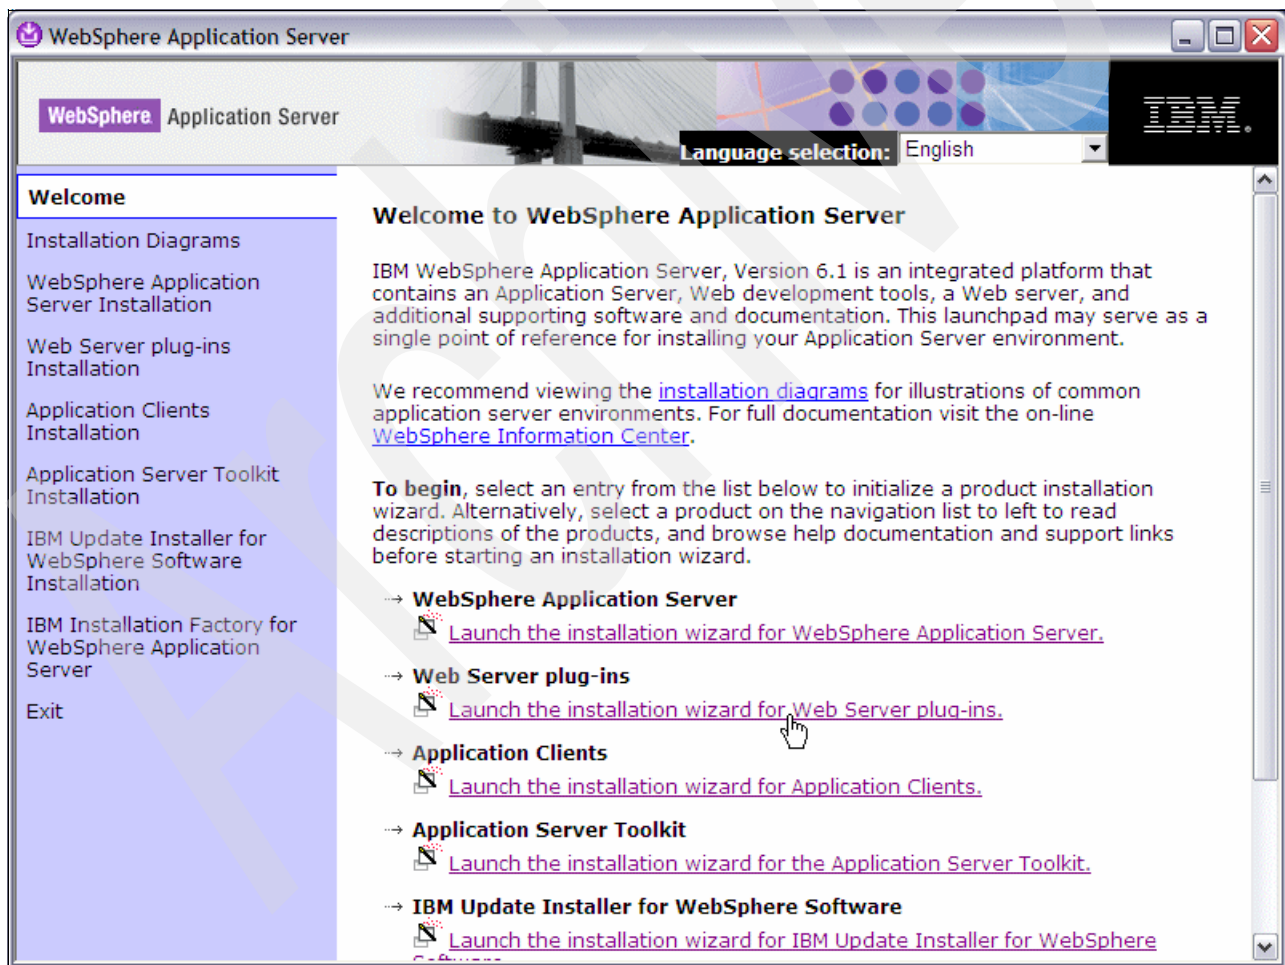 WebSphere Application Server
WebSphere Application Server
IBM
Language selection: English
Welcome
Installation Diagrams
WebSphere Application
Server Installation
Web Server plug-ins
Installation
Application Clients
Installation
Application Server Toolkit
Installation
IBM Update Installer for
WebSphere Software
Installation
IBM Installation Factory for
WebSphere Application
Server
Exit
Welcome to WebSphere Application Server
IBM WebSphere Application Server, Version 6.1 is an integrated platform that
contains an Application Server, Web development tools, a Web server, and
additional supporting software and documentation. This launchpad may serve as a
single point of reference for installing your Application Server environment.
We recommend viewing the installation diagrams for illustrations of common
application server environments. For full documentation visit the on-line
WebSphere Information Center.
To begin, select an entry from the list below to initialize a product installation
wizard. Alternatively, select a product on the navigation list to left to read
descriptions of the products, and browse help documentation and support links
before starting an installation wizard.
WebSphere Application Server
Launch the installation wizard for WebSphere Application Server.
Web Server plug-ins
Launch the installation wizard for Web Server plug-ins.
Application Clients
Launch the installation wizard for Application Clients.
Application Server Toolkit
Launch the installation wizard for the Application Server Toolkit.
IBM Update Installer for WebSphere Software
Launch the installation wizard for IBM Update Installer for WebSphere